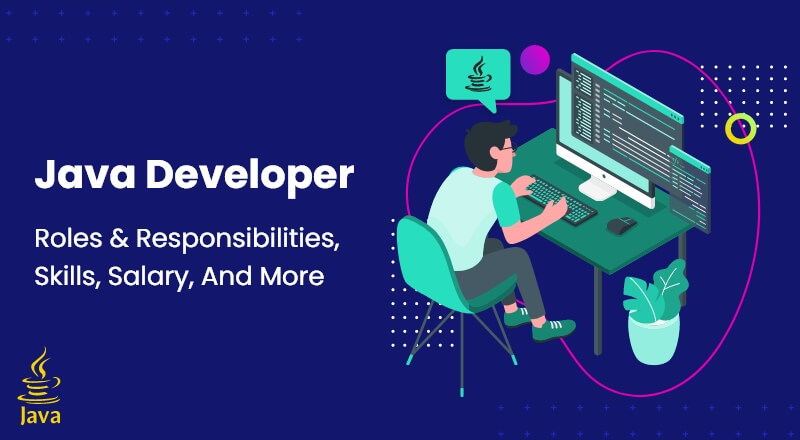 Java Developer
Roles & Responsibilities,
Skills, Salary, And More
Java